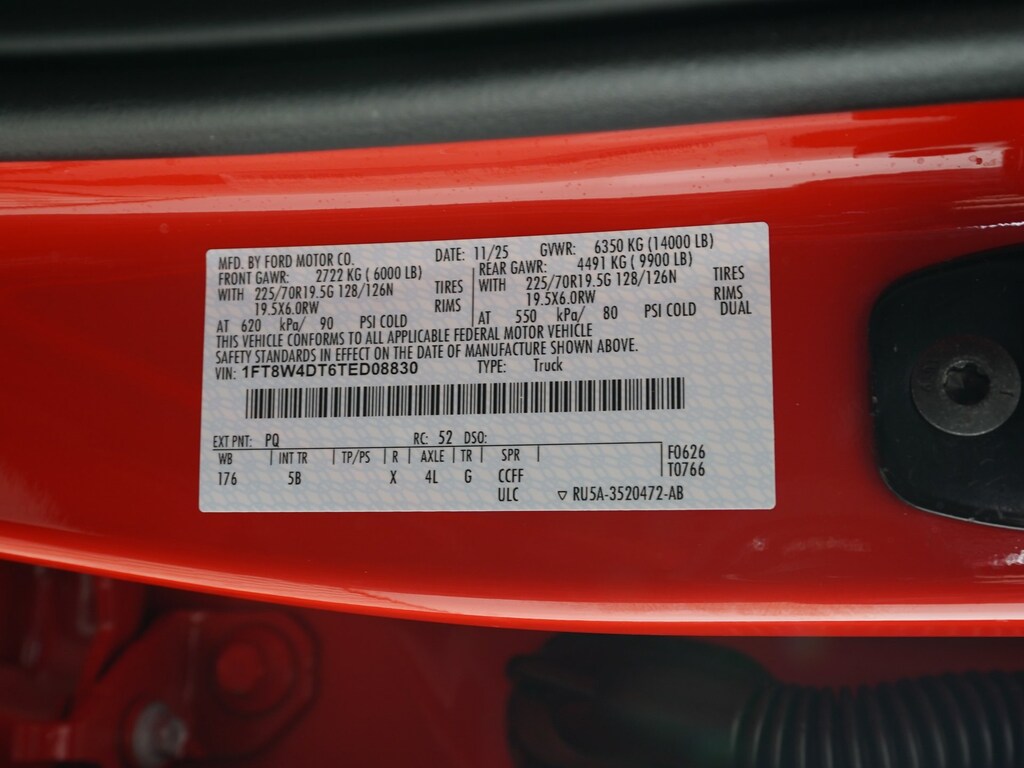 MFD. BY FORD MOTOR CO. DATE: 11/25 GVWR: 6350 KG (14000 LB)
FRONT GAWR: 2722 KG ( 6000 LB) REAR GAWR: 4491 KG ( 9900 LB)
WITH 225/70R19.5G 128/126N TIRES WITH 225/70R19.5G 128/126N TIRES
19.5X6.0RW RIMS 19.5X6.0RW RIMS
AT 620 kPa/ 90 PSI COLD AT 550 kPa/ 80 PSI COLD DUAL
THIS VEHICLE CONFORMS TO ALL APPLICABLE FEDERAL MOTOR VEHICLE
SAFETY STANDARDS IN EFFECT ON THE DATE OF MANUFACTURE SHOWN ABOVE.
VIN: 1FT8W4DT6TED08830 TYPE: Truck
EXT PNT: PQ RC: 52 DSO:
WB | INT TR | TP/PS | R | AXLE | TR | SPR | F0626
176 5B X 4L G CCFF T0766
ULC ▽ RU5A-3520472-AB